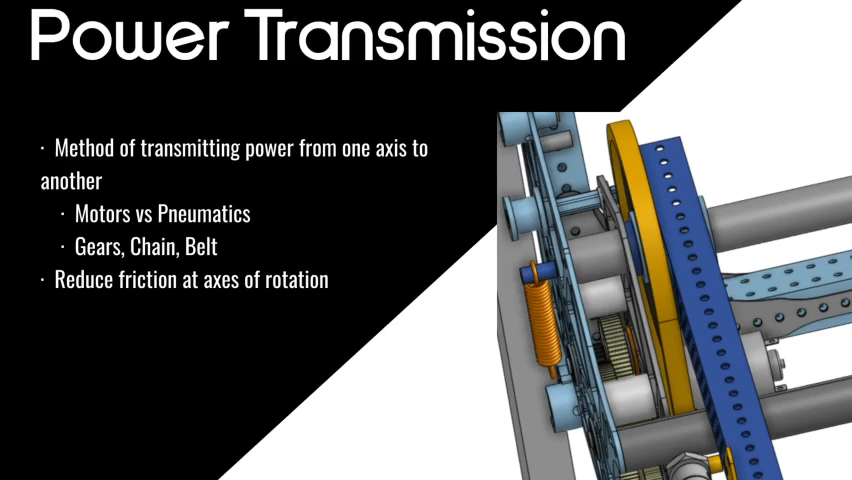 Power Transmission
· Method of transmitting power from one axis to
another
· Motors vs Pneumatics
· Gears, Chain, Belt
· Reduce friction at axes of rotation